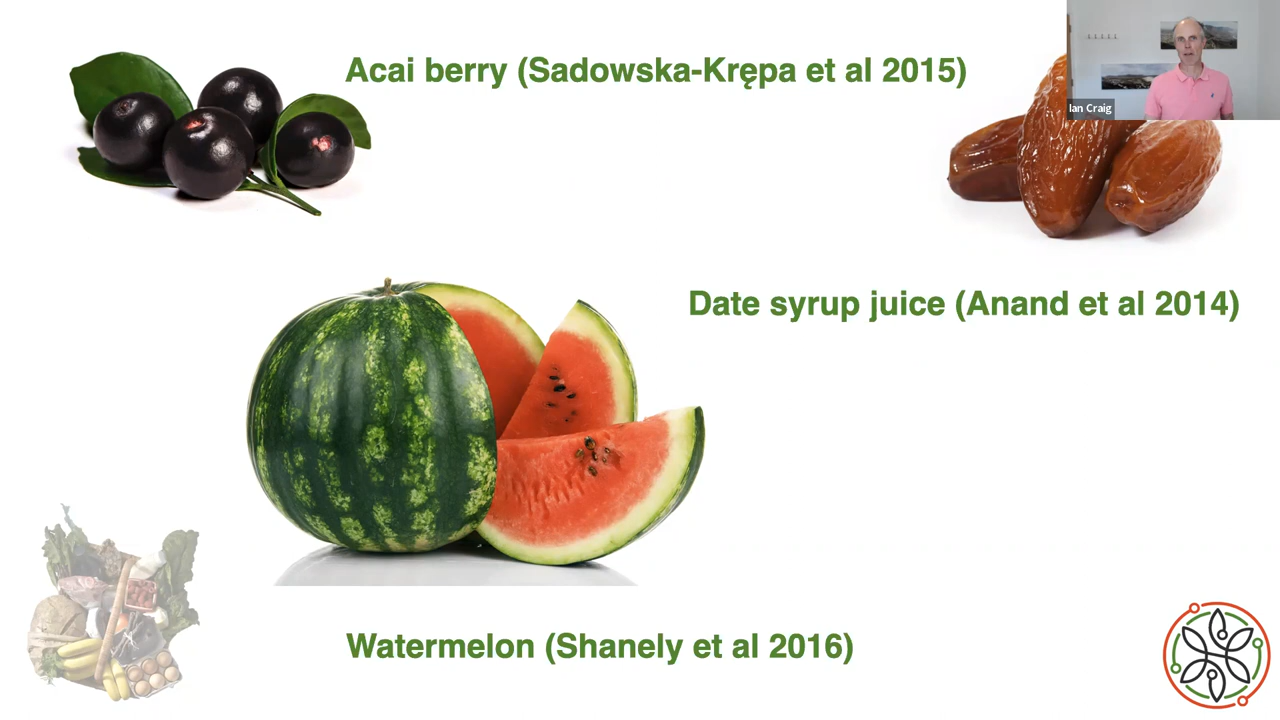 Acai berry (Sadowska-Krępa et al 2015)
Ian Craig
Date syrup juice (Anand et al 2014)
Watermelon (Shanely et al 2016)